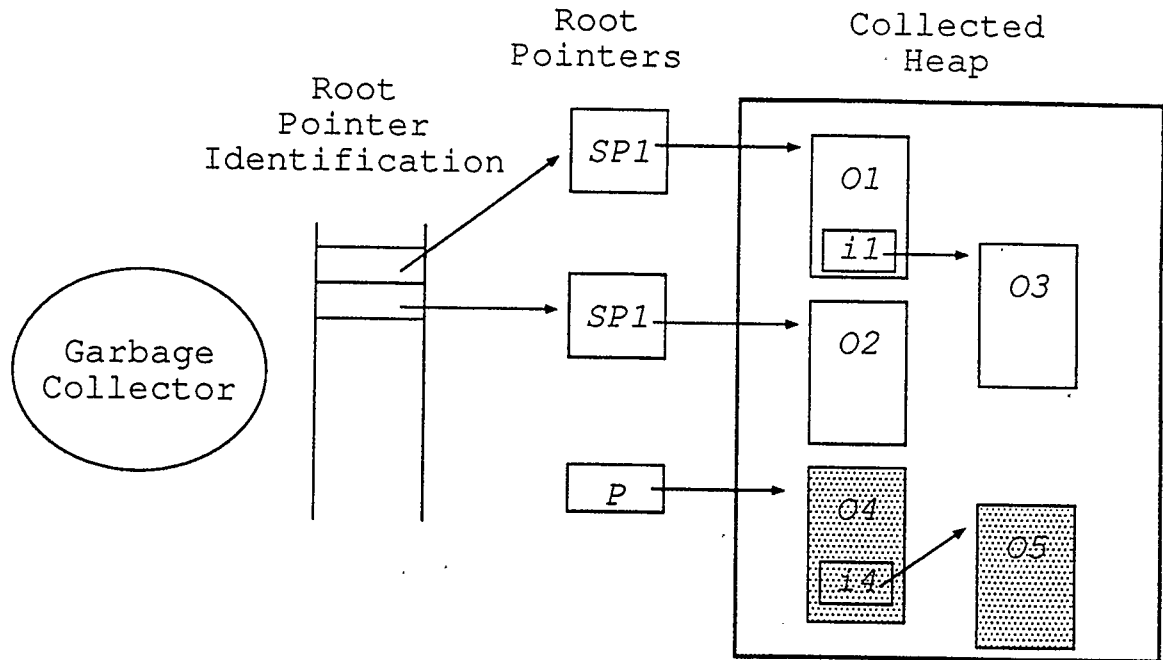 Root
Pointers
Collected
Heap
Root
Pointer
Identification
SP1
O1
i1
O3
SP1
O2
Garbage
Collector
P
O4
i4
O5